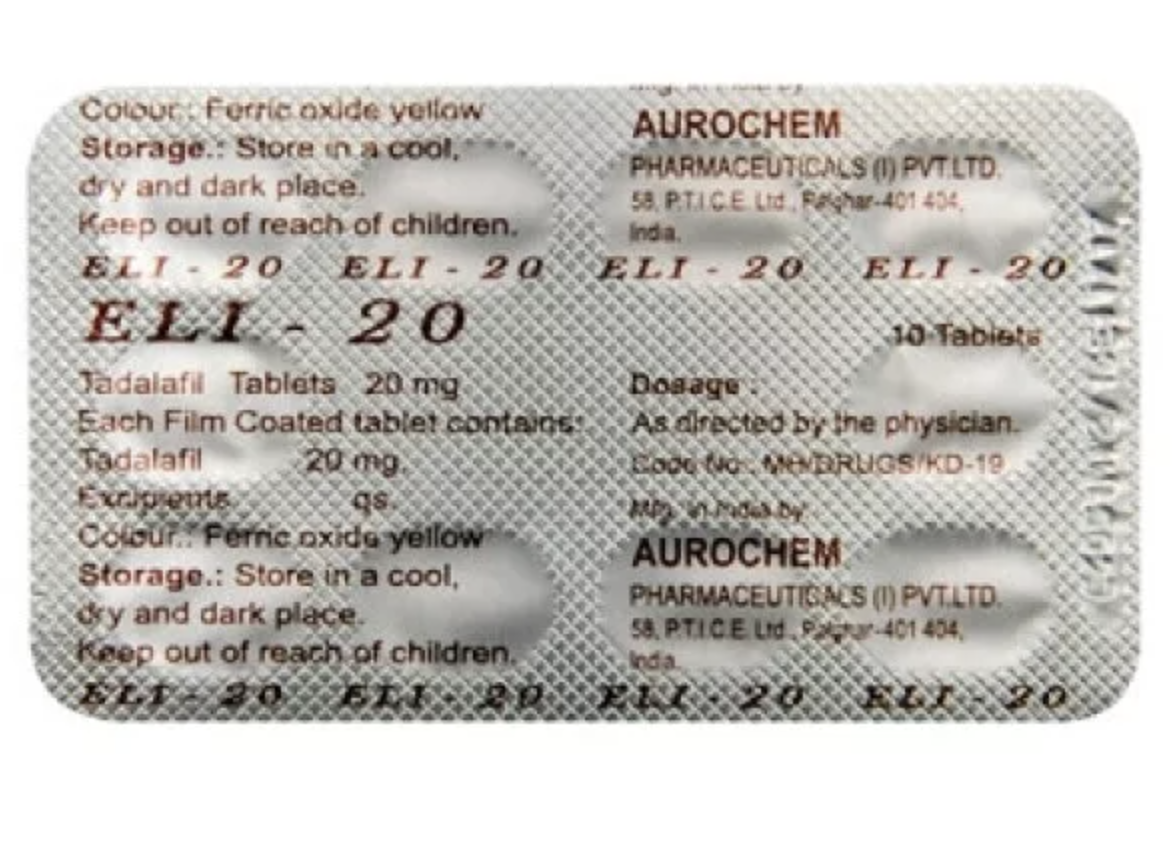 Colour.: Ferric oxide yellow
Storage.: Store in a cool,
dry and dark place.
Keep out of reach of children.
AUROCHEM
PHARMACEUTICALS (I) PVT.LTD.
58, P.T.I.C.E. Ltd., Palghar-401 404,
India.
ELI - 20 ELI - 20 ELI - 20 ELI - 20
ELI - 20
10 Tablets
Tadalafil Tablets 20 mg
Each Film Coated tablet contains:
Tadalafil 20 mg.
Excipients qs.
Colour.: Ferric oxide yellow
Storage.: Store in a cool,
dry and dark place.
Keep out of reach of children.
Dosage :
As directed by the physician.
Code No.: MH/DRUGS/KD-19
Mfg. in India by:
AUROCHEM
PHARMACEUTICALS (I) PVT.LTD.
58, P.T.I.C.E. Ltd., Palghar-401 404,
India.
ELI - 20 ELI - 20 ELI - 20 ELI - 20